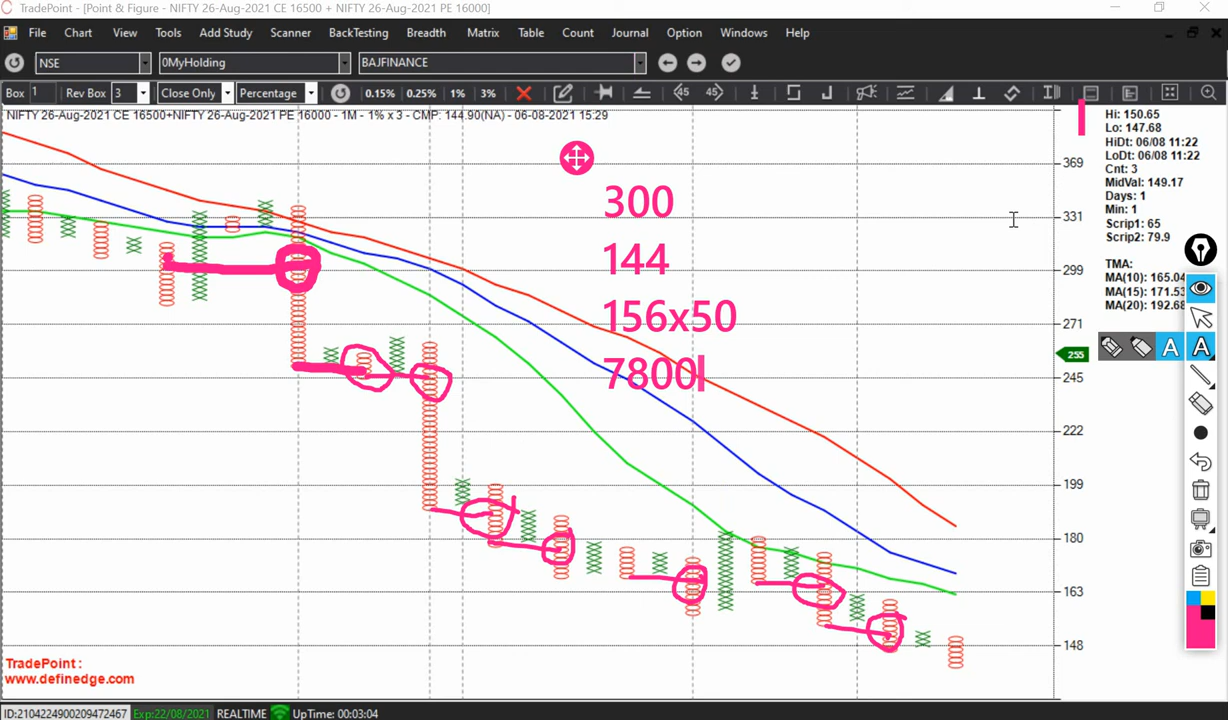 TradePoint - [Point & Figure - NIFTY 26-Aug-2021 CE 16500 + NIFTY 26-Aug-2021 PE 16000]
File Chart View Tools Add Study Scanner BackTesting Breadth Matrix Table Count Journal Option Windows Help
NSE 0MyHolding BAJFINANCE
Box 1 Rev Box 3 Close Only Percentage 0.15% 0.25% 1% 3%
NIFTY 26-Aug-2021 CE 16500+NIFTY 26-Aug-2021 PE 16000 - 1M - 1% x 3 - CMP: 144.90(NA) - 06-08-2021 15:29
Hi: 150.65
Lo: 147.68
HiDt: 06/08 11:22
LoDt: 06/08 11:22
Cnt: 3
MidVal: 149.17
Days: 1
Min: 1
Scrip1: 65
Scrip2: 79.9
TMA:
MA(10): 165.04
MA(15): 171.53
MA(20): 192.68
300
144
156x50
7800
369
331
299
271
255
245
222
199
180
163
148
TradePoint :
www.definedge.com
ID:2104224900209472467 Exp:22/08/2021 REALTIME UpTime: 00:03:04